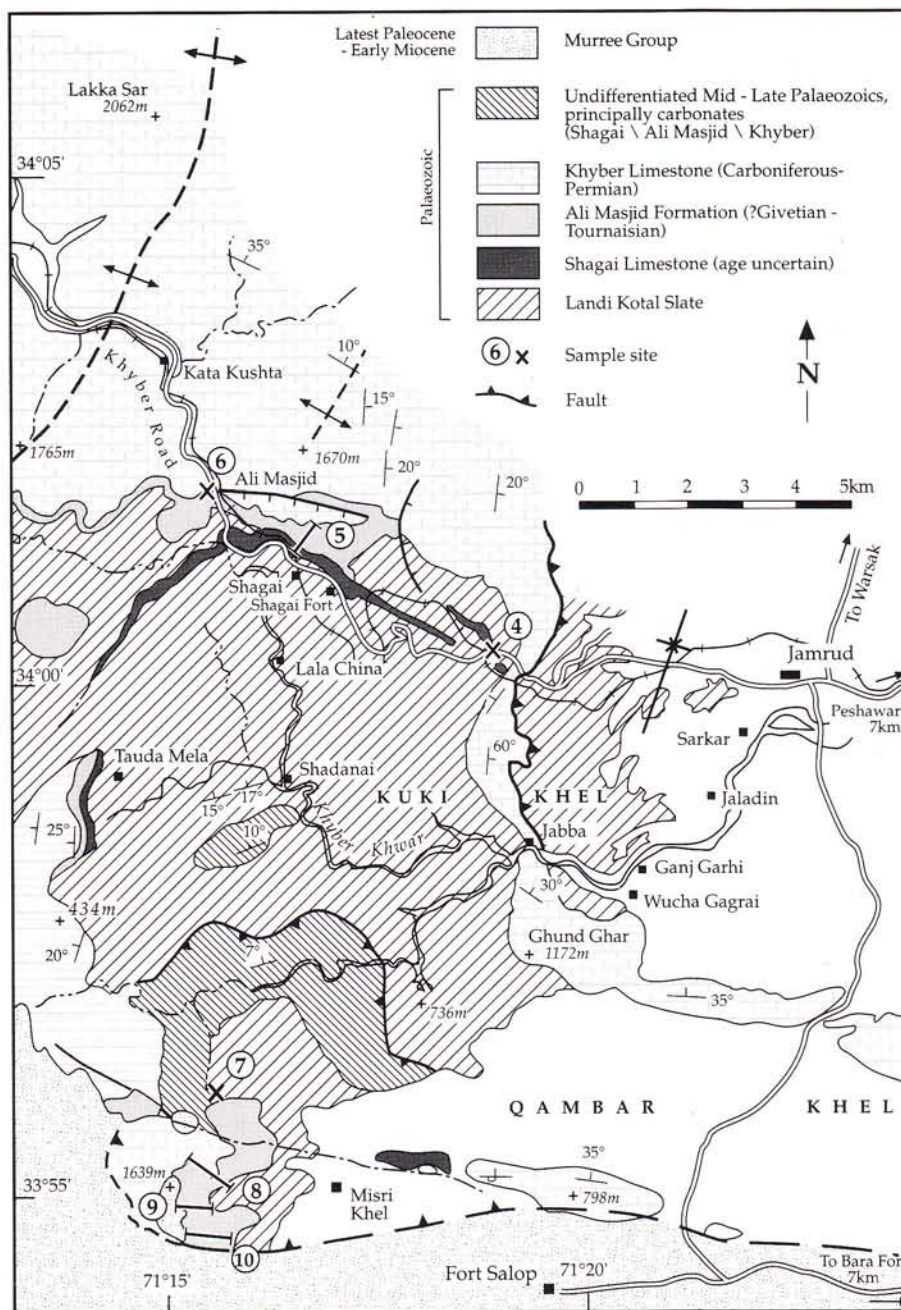 Latest Paleocene
- Early Miocene
Murree Group
Palaeozoic
Undifferentiated Mid - Late Palaeozoics,
principally carbonates
(Shagai \ Ali Masjid \ Khyber)
Khyber Limestone (Carboniferous-
Permian)
Ali Masjid Formation (?Givetian -
Tournaisian)
Shagai Limestone (age uncertain)
Landi Kotal Slate
6 Sample site
Fault
N
0 1 2 3 4 5km
Lakka Sar
2062m
34°05'
35°
Khyber Road
Kata Kushta
10°
15°
1765m
1670m
6
Ali Masjid
20°
20°
5
Shagai
Shagai Fort
4
To Warsak
Lala China
34°00'
Jamrud
Peshawar
7km
Sarkar
60°
Tauda Mela
Shadanai
KUKI KHEL
17°
15°
Jaladin
25°
10°
Khyber Khwar
Jabba
Ganj Garhi
30°
Wucha Gagrai
434m
20°
Ghund Ghar
1172m
7°
35°
736m
7
QAMBAR KHEL
1639m
35°
33°55'
8
9
Misri
Khel
798m
10
71°15'
Fort Salop
71°20'
To Bara Fort
7km